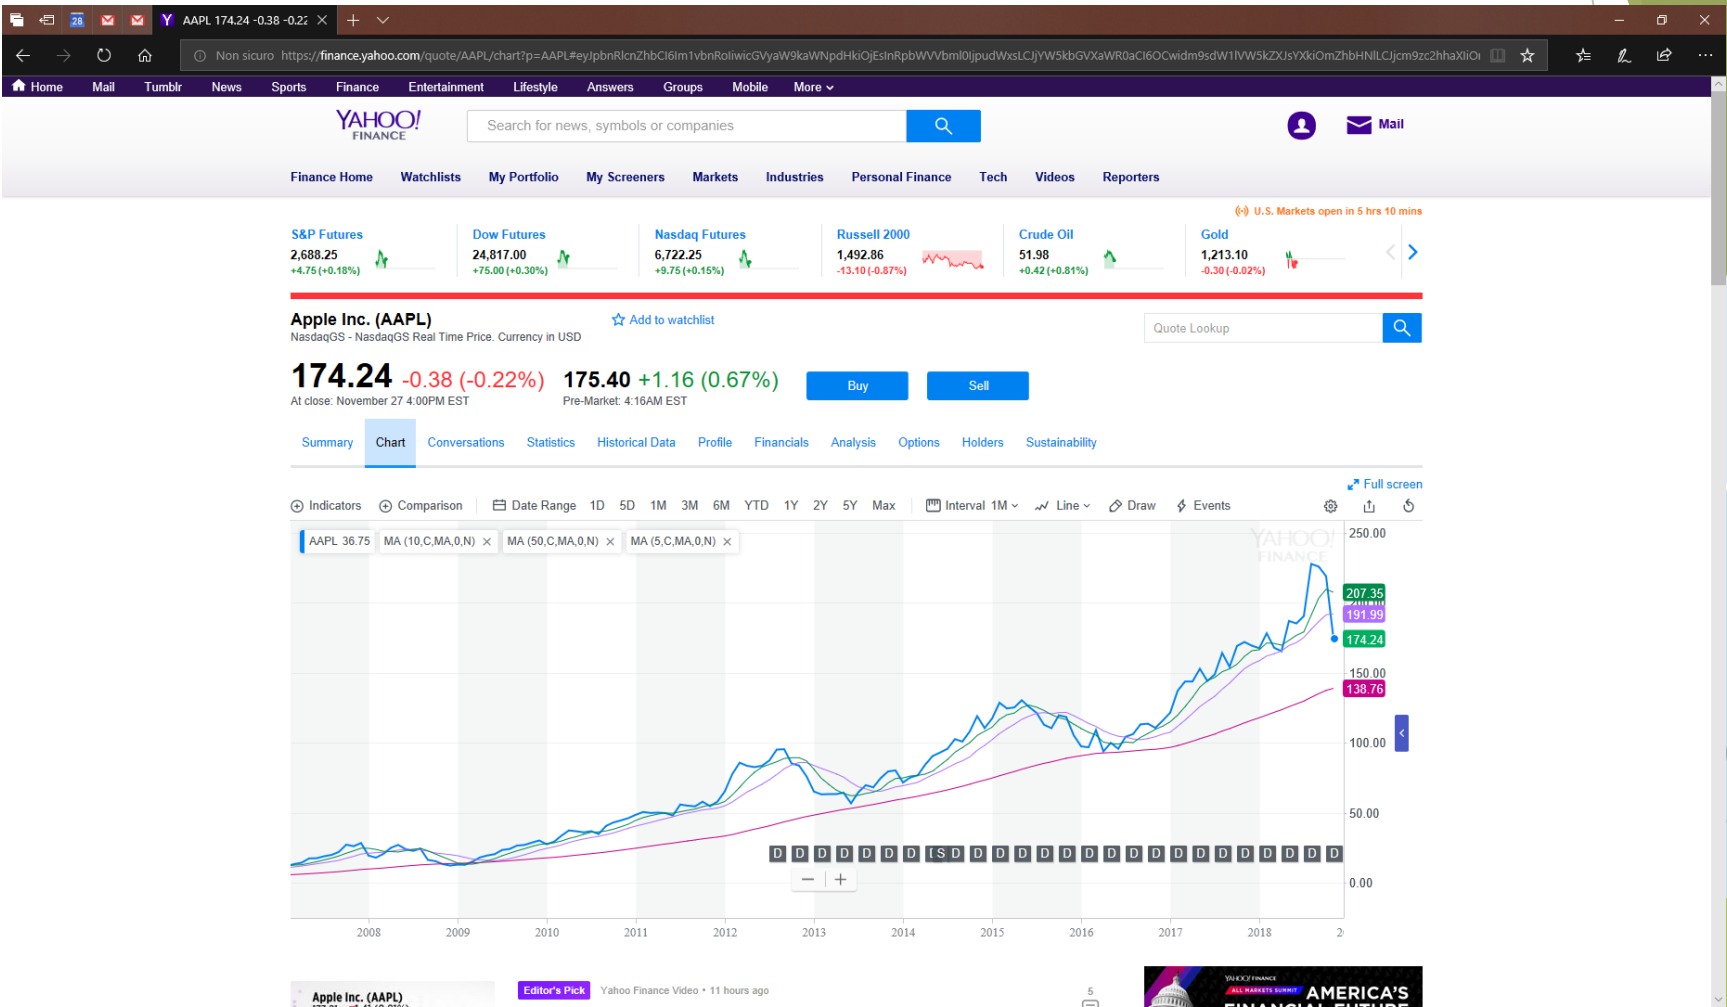 28
AAPL 174.24 -0.38 -0.22
Non sicuro https://finance.yahoo.com/quote/AAPL/chart?p=AAPL#
Home Mail Tumblr News Sports Finance Entertainment Lifestyle Answers Groups Mobile More
YAHOO!
FINANCE
Search for news, symbols or companies
Mail
Finance Home Watchlists My Portfolio My Screeners Markets Industries Personal Finance Tech Videos Reporters
U.S. Markets open in 5 hrs 10 mins
S&P Futures
2,688.25
+4.75 (+0.18%)
Dow Futures
24,817.00
+75.00 (+0.30%)
Nasdaq Futures
6,722.25
+9.75 (+0.15%)
Russell 2000
1,492.86
-13.10 (-0.87%)
Crude Oil
51.98
+0.42 (+0.81%)
Gold
1,213.10
-0.30 (-0.02%)
Apple Inc. (AAPL)
Add to watchlist
NasdaqGS - NasdaqGS Real Time Price. Currency in USD
Quote Lookup
174.24 -0.38 (-0.22%) 175.40 +1.16 (0.67%)
Buy Sell
At close: November 27 4:00PM EST Pre-Market: 4:16AM EST
Summary Chart Conversations Statistics Historical Data Profile Financials Analysis Options Holders Sustainability
Full screen
Indicators Comparison Date Range 1D 5D 1M 3M 6M YTD 1Y 2Y 5Y Max Interval 1M Line Draw Events
AAPL 36.75 MA (10,C,MA,0,N) MA (50,C,MA,0,N) MA (5,C,MA,0,N)
YAHOO!
FINANCE
250.00
207.35
191.99
174.24
150.00
138.76
100.00
50.00
D D D D D D D S D D D D D D D D D D D D D D D D D D
0.00
2008 2009 2010 2011 2012 2013 2014 2015 2016 2017 2018
Apple Inc. (AAPL)
Editor's Pick Yahoo Finance Video • 11 hours ago
5
YAHOO! FINANCE
ALL MARKETS SUMMIT
AMERICA'S
FINANCIAL FUTURE